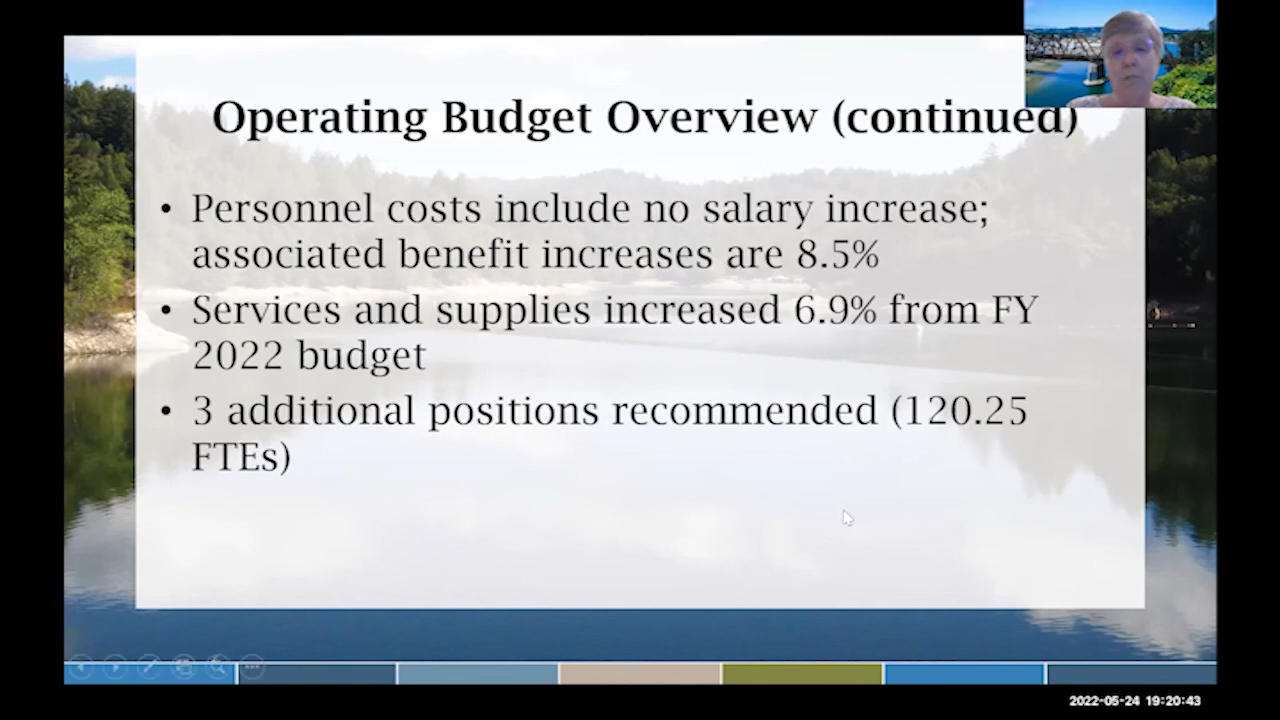 Operating Budget Overview (continued)
• Personnel costs include no salary increase;
associated benefit increases are 8.5%
• Services and supplies increased 6.9% from FY
2022 budget
• 3 additional positions recommended (120.25
FTEs)
2022-05-24 19:20:43